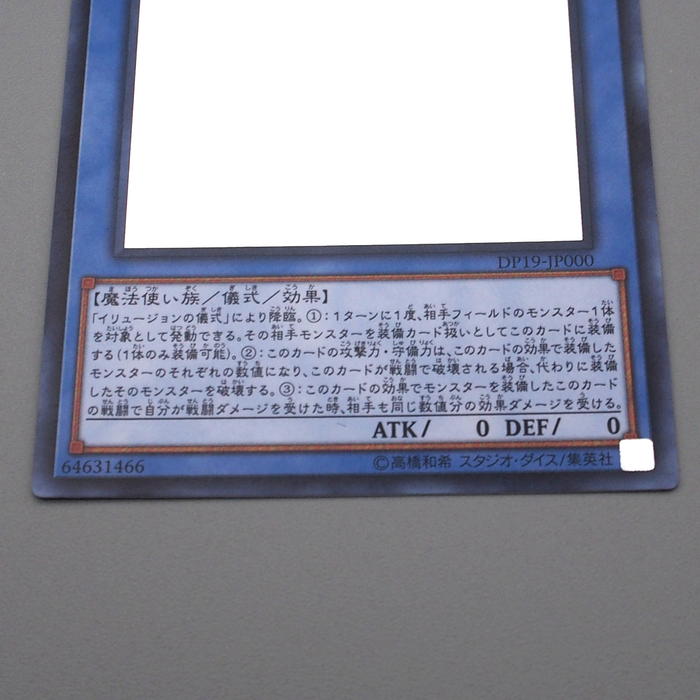 DP19-JP000
【魔法使い族／儀式／効果】
「イリュージョンの儀式」により降臨。①：1ターンに1度、相手フィールドのモンスター1体
を対象として発動できる。その相手モンスターを装備カード扱いとしてこのカードに装備
する（1体のみ装備可能）。②：このカードの攻撃力・守備力は、このカードの効果で装備した
モンスターのそれぞれの数値になり、このカードが戦闘で破壊される場合、代わりに装備
したそのモンスターを破壊する。③：このカードの効果でモンスターを装備したこのカード
の戦闘で自分が戦闘ダメージを受けた時、相手も同じ数値分の効果ダメージを受ける。
ATK/ 0 DEF/ 0
64631466 ©高橋和希 スタジオ・ダイス/集英社